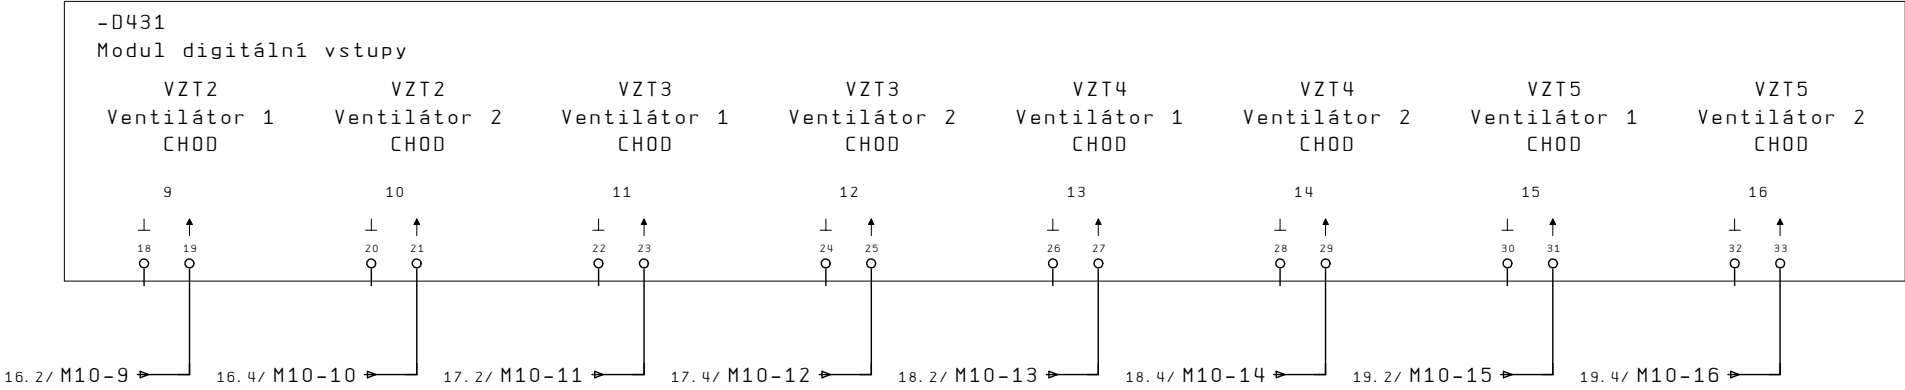 -D431
Modul digitální vstupy
VZT2 VZT2 VZT3 VZT3 VZT4 VZT4 VZT5 VZT5
Ventilátor 1 Ventilátor 2 Ventilátor 1 Ventilátor 2 Ventilátor 1 Ventilátor 2 Ventilátor 1 Ventilátor 2
CHOD CHOD CHOD CHOD CHOD CHOD CHOD CHOD
9 10 11 12 13 14 15 16
18 19 20 21 22 23 24 25 26 27 28 29 30 31 32 33
16.2/ M10-9 16.4/ M10-10 17.2/ M10-11 17.4/ M10-12 18.2/ M10-13 18.4/ M10-14 19.2/ M10-15 19.4/ M10-16